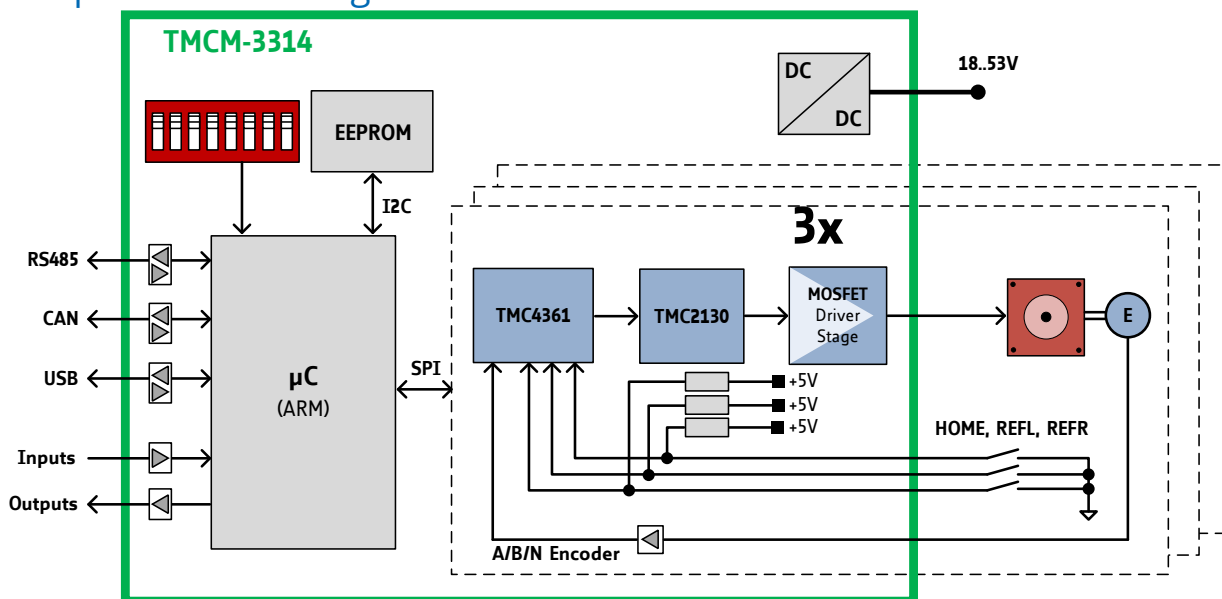 TMCM-3314
DC
DC
18..53V
EEPROM
I2C
3x
RS485
CAN
USB
Inputs
Outputs
µC
(ARM)
SPI
TMC4361
TMC2130
MOSFET
Driver
Stage
E
+5V
+5V
+5V
HOME, REFL, REFR
A/B/N Encoder